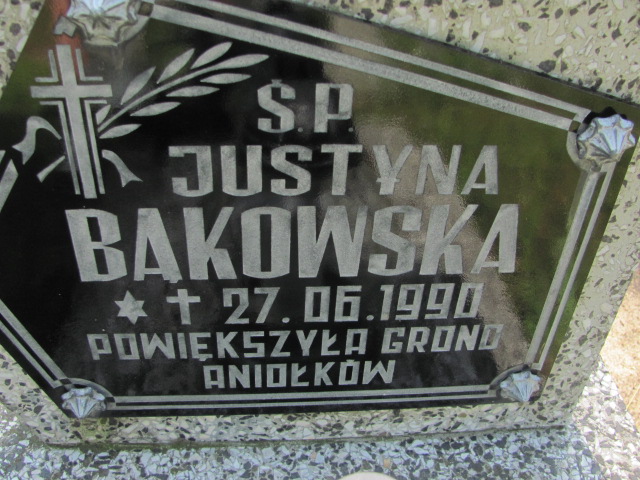 Ś.P.
JUSTYNA
BĄKOWSKA
* † 27.06.1990
POWIĘKSZYŁA GRONO
ANIOŁKÓW